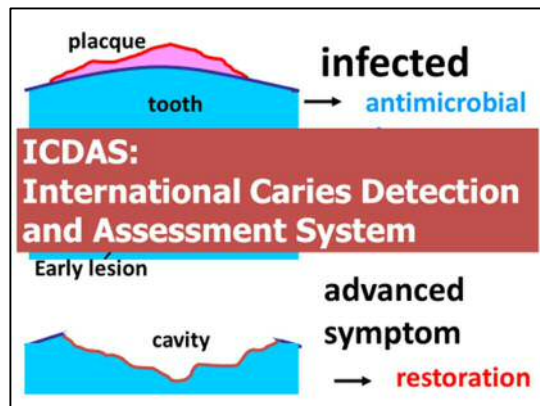 placque
infected
tooth
antimicrobial
ICDAS:
International Caries Detection
and Assessment System
Early lesion
advanced
symptom
cavity
restoration